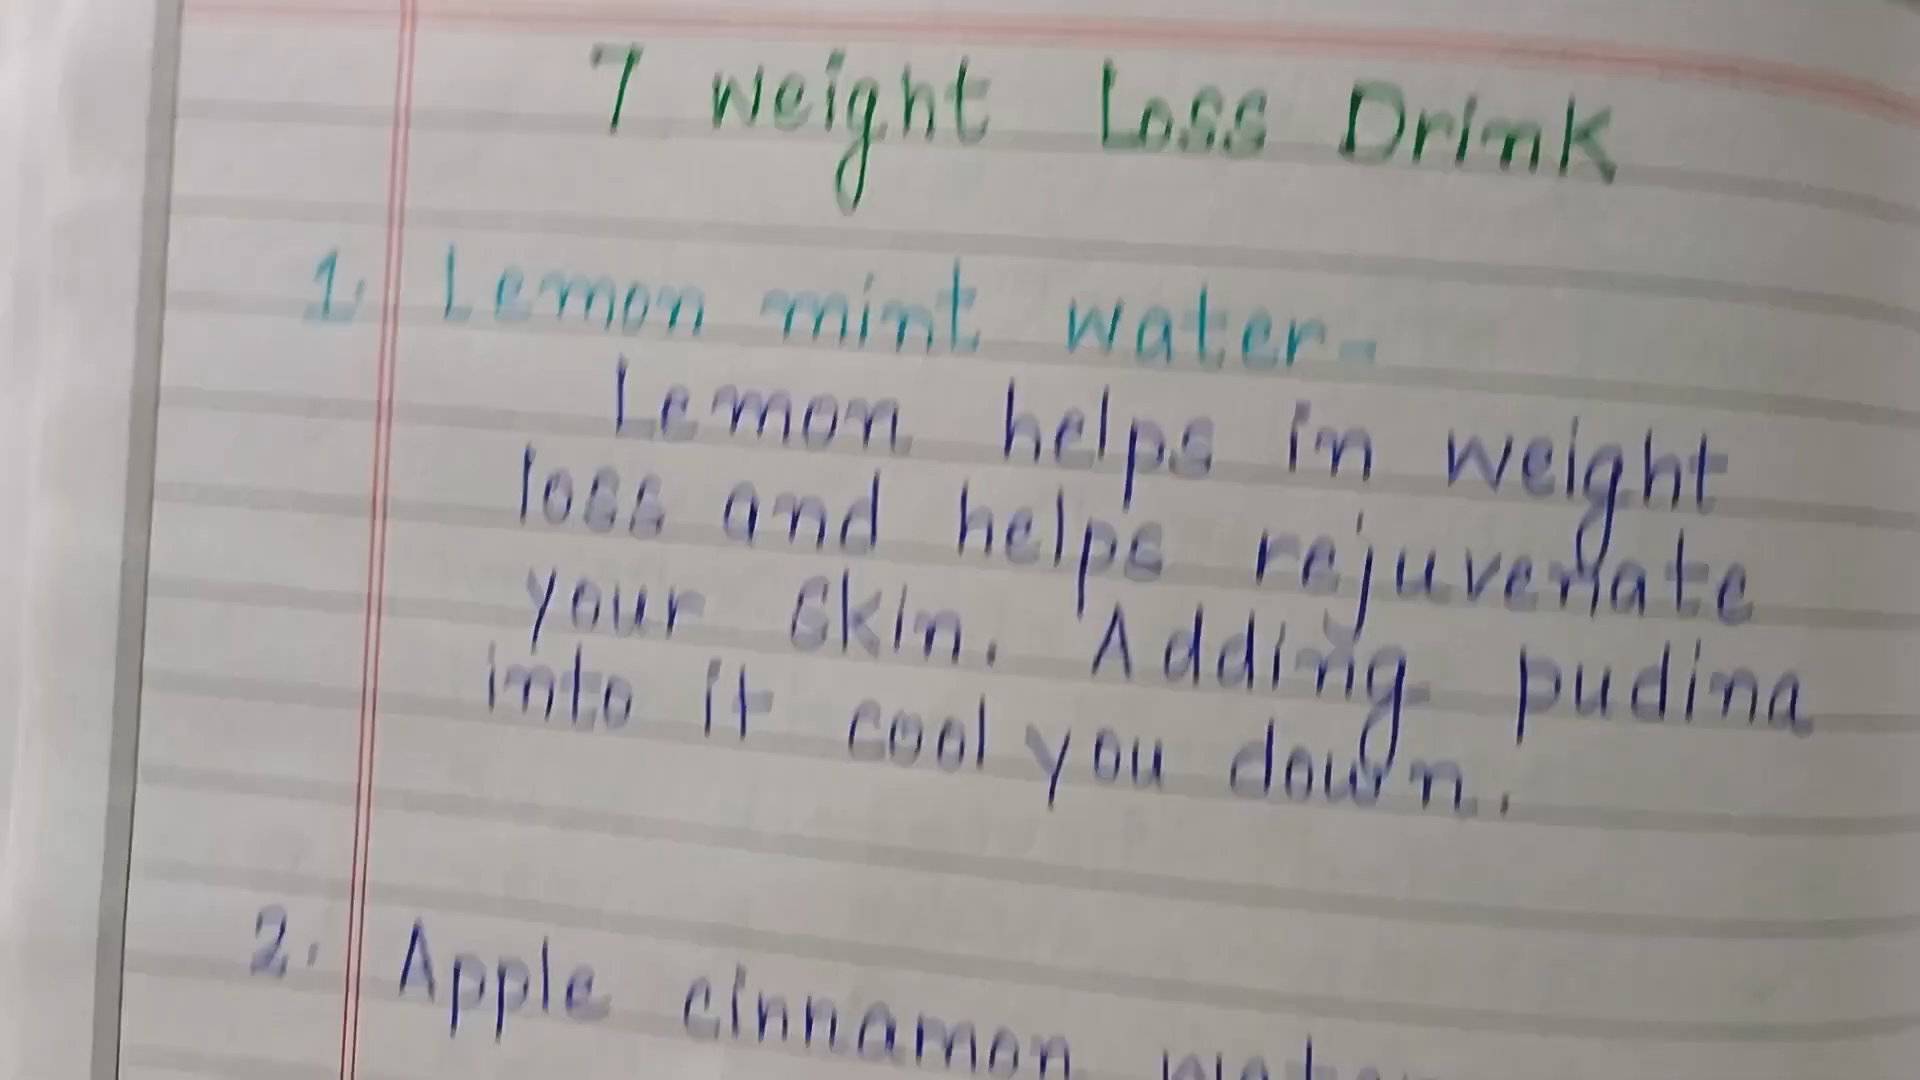 7 Weight Loss Drink
1. Lemon mint water-
Lemon helps in weight
loss and helps rejuvenate
your skin. Adding pudina
into it cool you down.
2. Apple cinnamon water